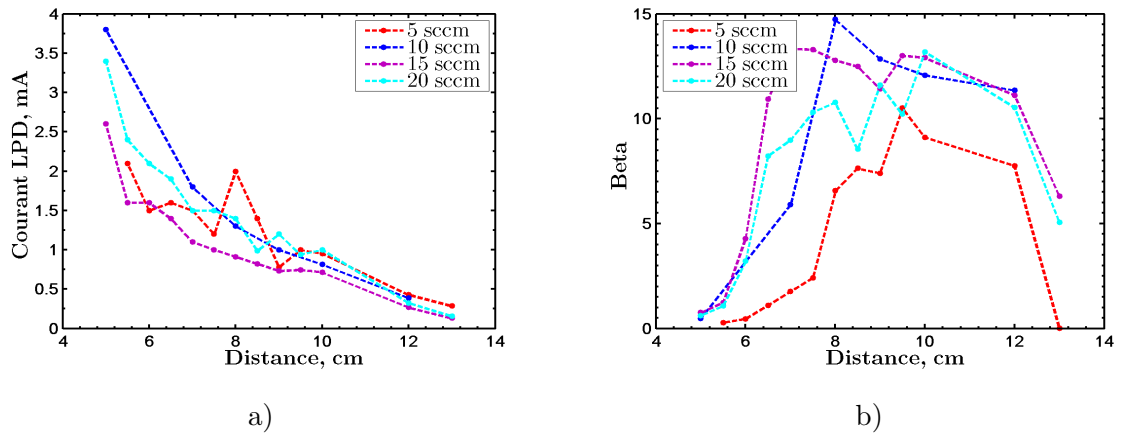 4
3.5
3
2.5
2
1.5
1
0.5
0
4 6 8 10 12 14
Courant LPD, mA
Distance, cm
5 sccm
10 sccm
15 sccm
20 sccm
a)
15
10
5
0
4 6 8 10 12 14
Beta
Distance, cm
5 sccm
10 sccm
15 sccm
20 sccm
b)